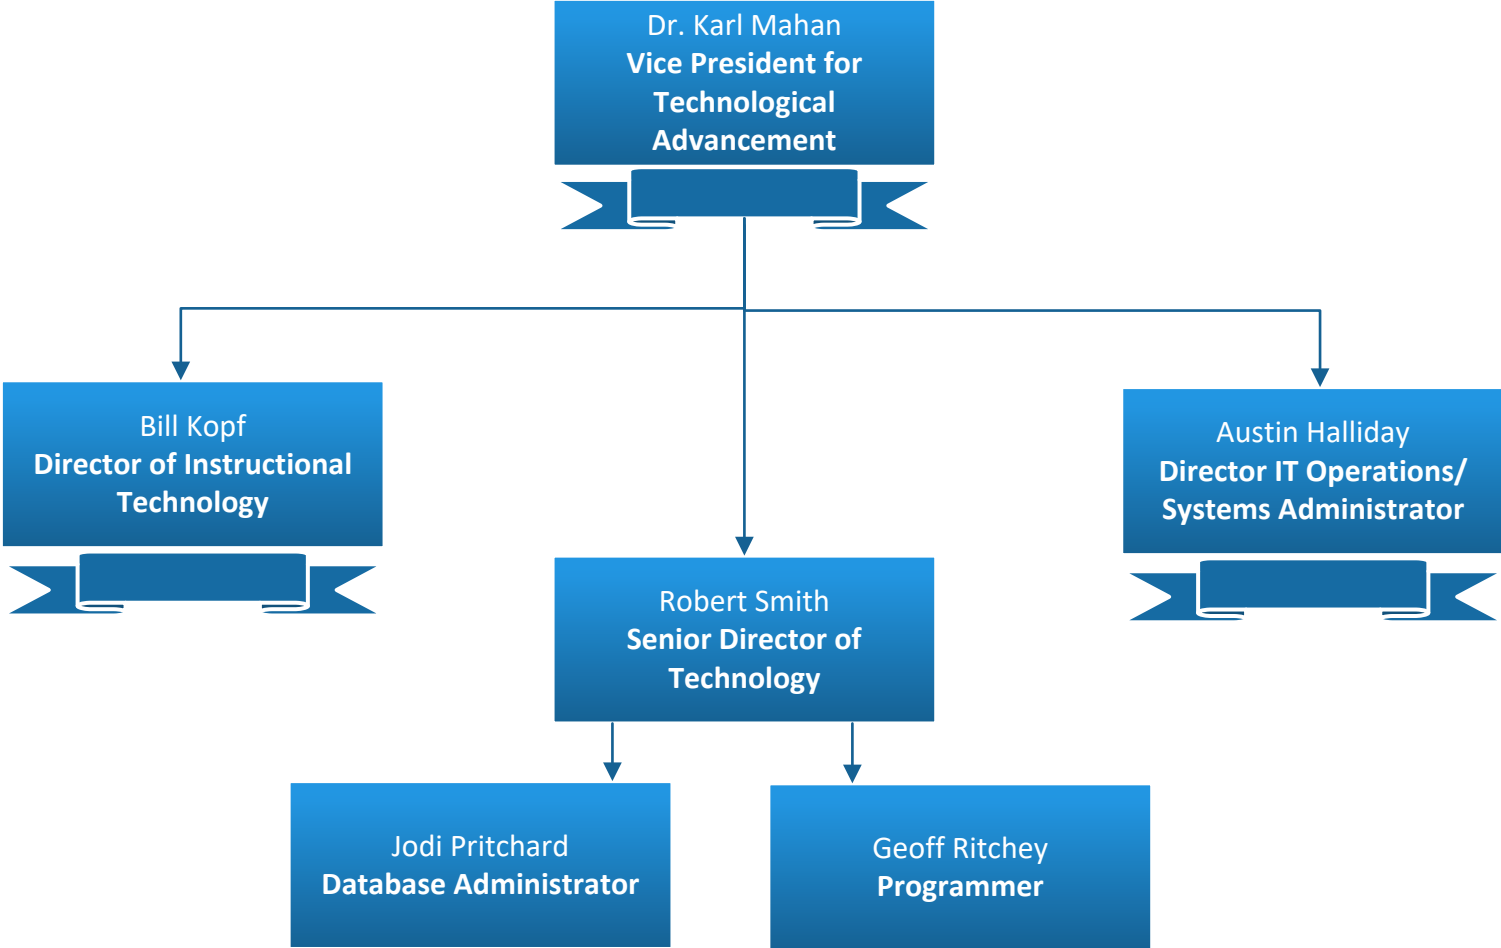 Dr. Karl Mahan
Vice President for
Technological
Advancement
Bill Kopf
Director of Instructional
Technology
Austin Halliday
Director IT Operations/
Systems Administrator
Robert Smith
Senior Director of
Technology
Jodi Pritchard
Database Administrator
Geoff Ritchey
Programmer